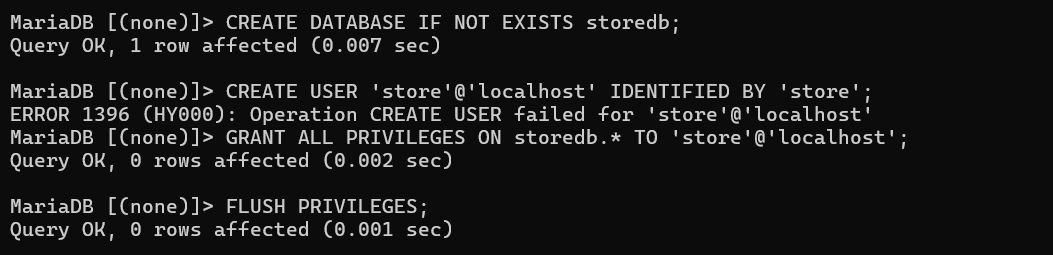 MariaDB [(none)]> CREATE DATABASE IF NOT EXISTS storedb;
Query OK, 1 row affected (0.007 sec)
MariaDB [(none)]> CREATE USER 'store'@'localhost' IDENTIFIED BY 'store';
ERROR 1396 (HY000): Operation CREATE USER failed for 'store'@'localhost'
MariaDB [(none)]> GRANT ALL PRIVILEGES ON storedb.* TO 'store'@'localhost';
Query OK, 0 rows affected (0.002 sec)
MariaDB [(none)]> FLUSH PRIVILEGES;
Query OK, 0 rows affected (0.001 sec)